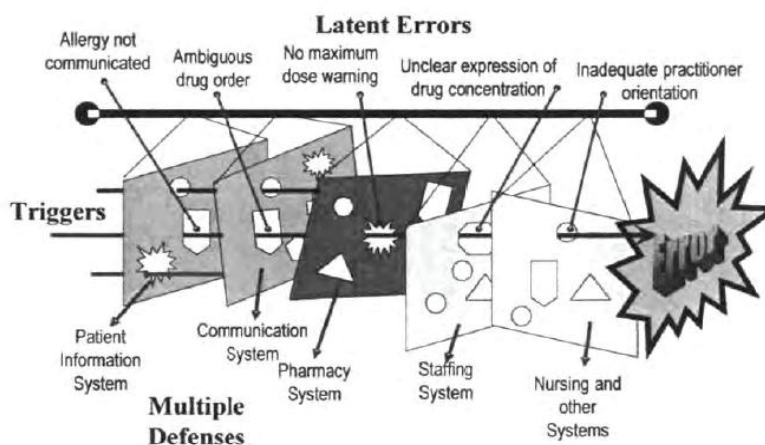 Latent Errors
Allergy not
communicated
Ambiguous
drug order
No maximum
dose warning
Unclear expression of
drug concentration
Inadequate practitioner
orientation
Triggers
Error
Patient
Information
System
Communication
System
Pharmacy
System
Staffing
System
Nursing and
other
Systems
Multiple
Defenses